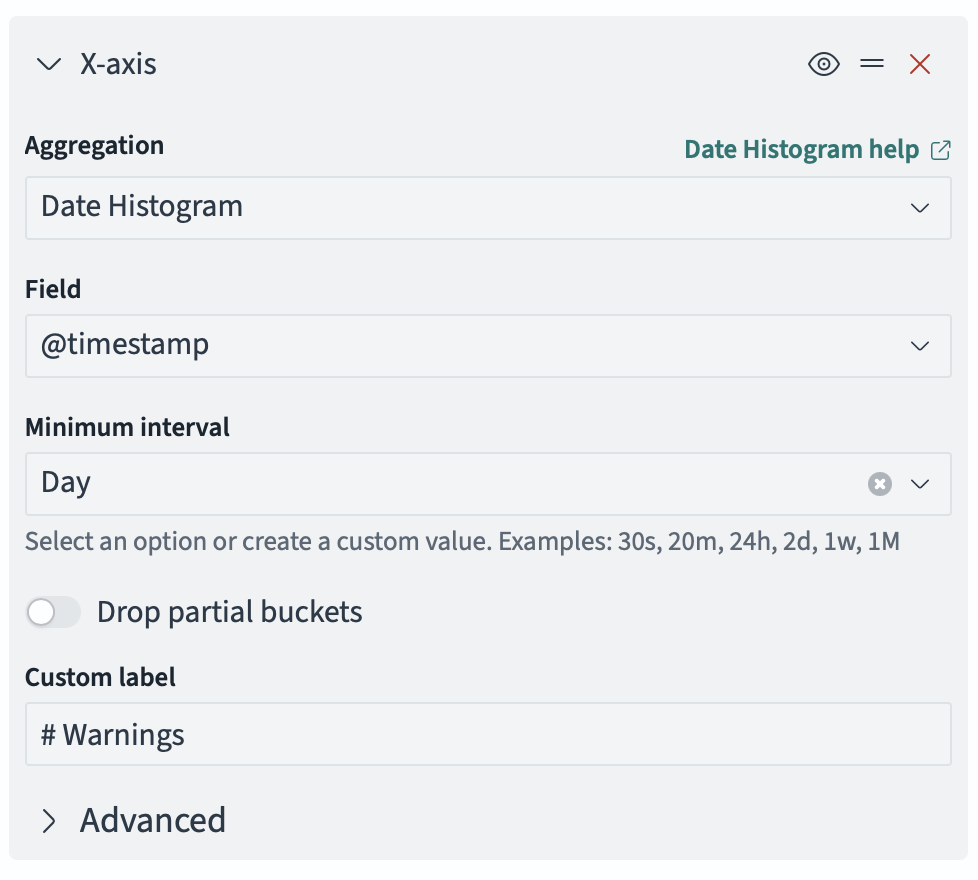 X-axis
Aggregation
Date Histogram help
Date Histogram
Field
@timestamp
Minimum interval
Day
Select an option or create a custom value. Examples: 30s, 20m, 24h, 2d, 1w, 1M
Drop partial buckets
Custom label
# Warnings
Advanced